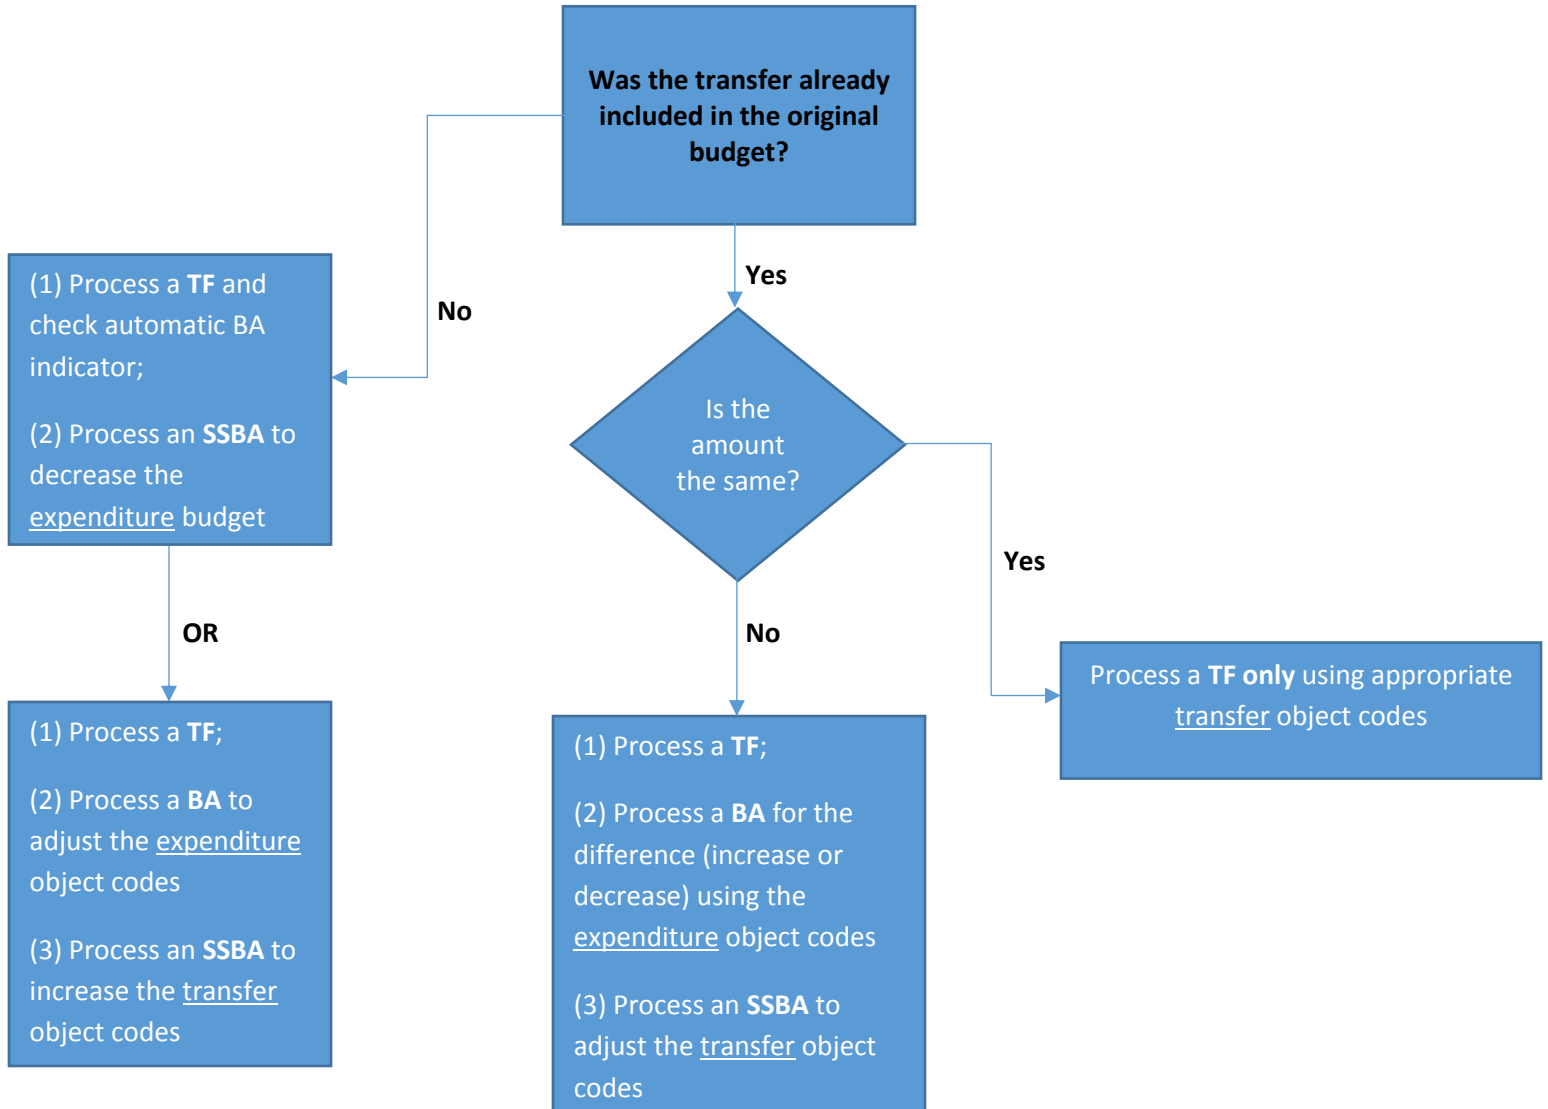 Was the transfer already
included in the original
budget?
No
Yes
(1) Process a TF and
check automatic BA
indicator;
(2) Process an SSBA to
decrease the
expenditure budget
OR
(1) Process a TF;
(2) Process a BA to
adjust the expenditure
object codes
(3) Process an SSBA to
increase the transfer
object codes
Is the
amount
the same?
No
Yes
(1) Process a TF;
(2) Process a BA for the
difference (increase or
decrease) using the
expenditure object codes
(3) Process an SSBA to
adjust the transfer object
codes
Process a TF only using appropriate
transfer object codes